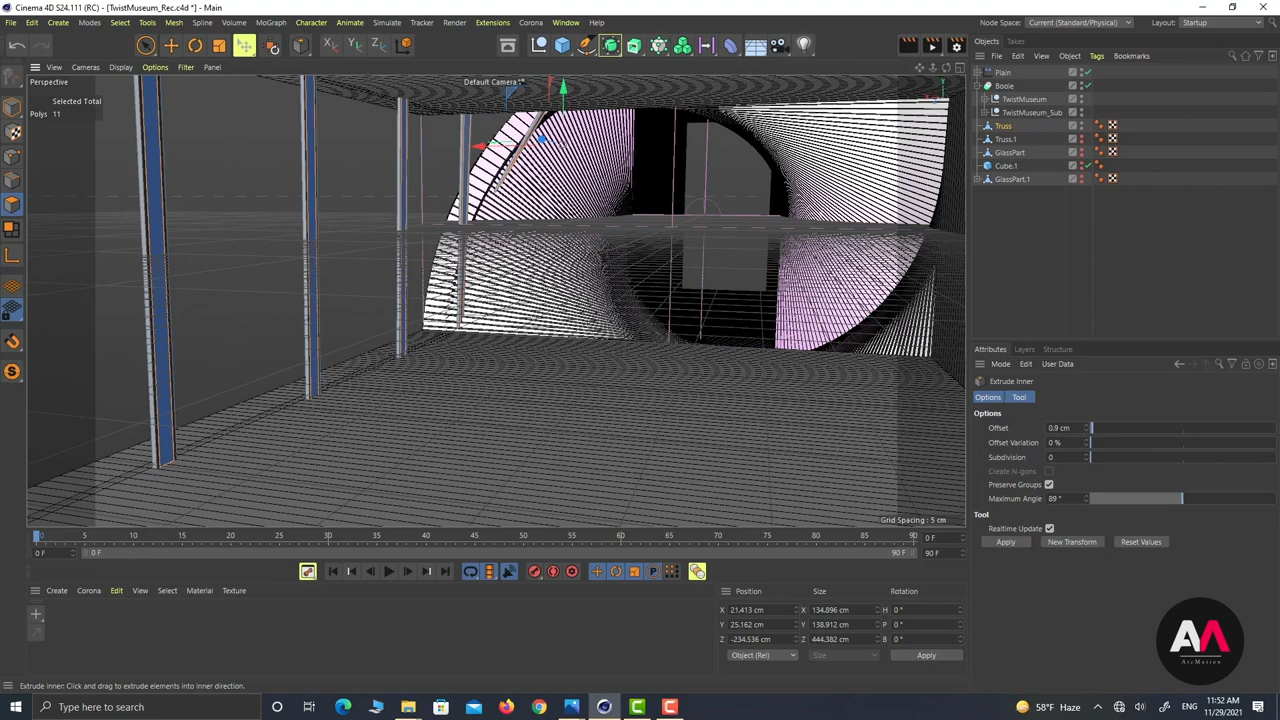 Cinema 4D S24.111 (RC) - [TwistMuseum_Rec.c4d *] - Main
File Edit Create Modes Select Tools Mesh Spline Volume MoGraph Character Animate Simulate Tracker Render Extensions Corona Window Help
Node Space: Current (Standard/Physical) Layout: Startup
X Y Z
Objects Takes
File Edit View Object Tags Bookmarks
View Cameras Display Options Filter Panel
Perspective Default Camera
Selected Total
Polys 11
Plain
Boole
TwistMuseum
TwistMuseum_Sub
Truss
Truss.1
GlassPart
Cube.1
GlassPart.1
Attributes Layers Structure
Mode Edit User Data
Extrude Inner
Options Tool
Options
Offset 0.9 cm
Offset Variation 0 %
Subdivision 0
Create N-gons
Preserve Groups
Maximum Angle 89 °
Tool
Realtime Update
Apply New Transform Reset Values
Grid Spacing : 5 cm
0 5 10 15 20 25 30 35 40 45 50 55 60 65 70 75 80 85 90 0 F
0 F 0 F 90 F 90 F
Create Corona Edit View Select Material Texture
Position Size Rotation
X 21.413 cm X 134.896 cm H 0 °
Y 25.162 cm Y 138.912 cm P 0 °
Z -234.536 cm Z 444.382 cm B 0 °
Object (Rel) Size Apply
AM
ArcMotion
Extrude Inner: Click and drag to extrude elements into inner direction.
Type here to search
58°F Haze
11:52 AM
11/29/2021